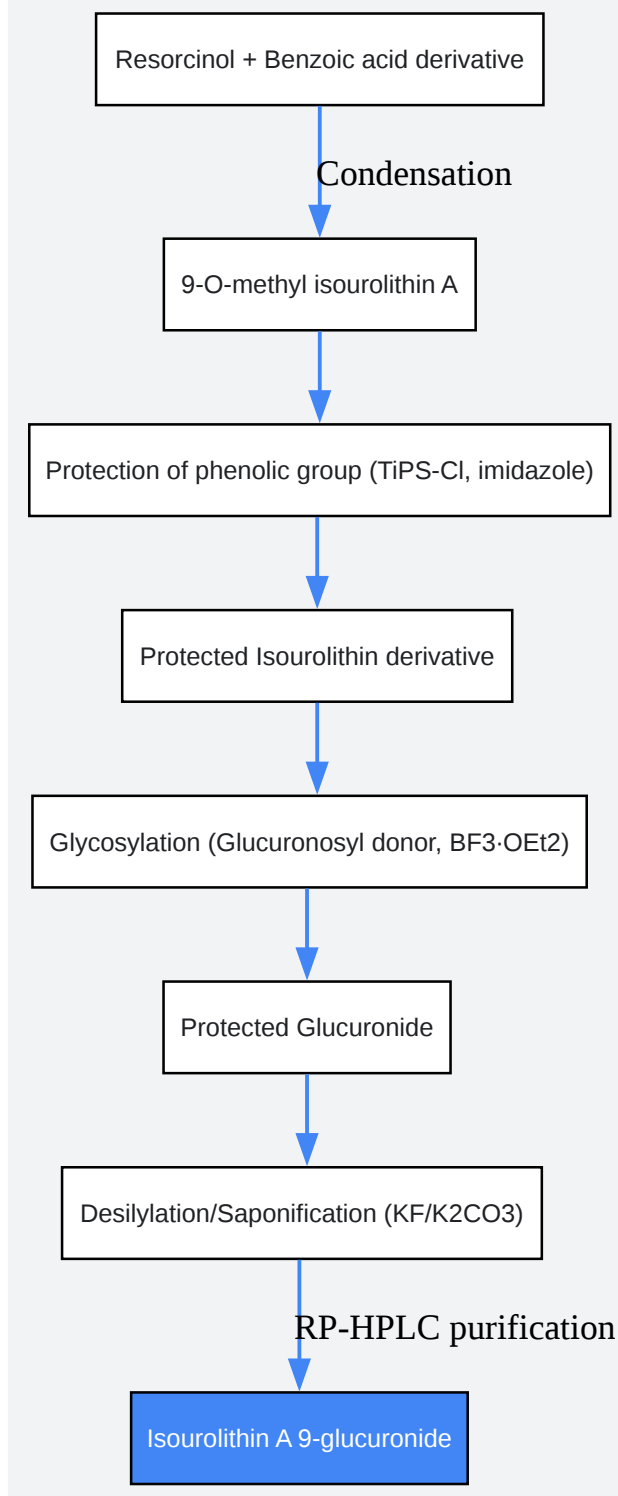 Resorcinol + Benzoic acid derivative
Condensation
9-O-methyl isourolithin A
Protection of phenolic group (TiPS-Cl, imidazole)
Protected Isourolithin derivative
Glycosylation (Glucuronosyl donor, BF3·OEt2)
Protected Glucuronide
Desilylation/Saponification (KF/K2CO3)
RP-HPLC purification
Isourolithin A 9-glucuronide